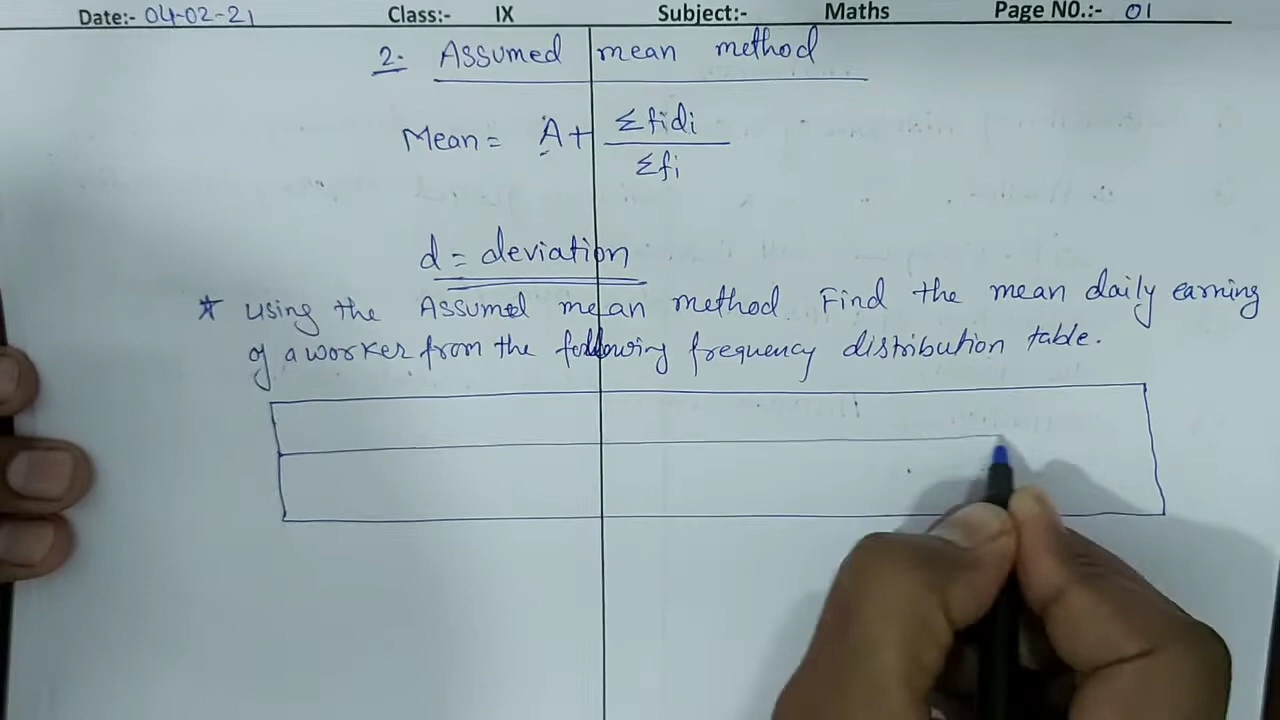 Date:- 04-02-21 Class:- IX Subject:- Maths Page NO.:- 01
2. Assumed mean method
Mean = A + Σfidi
Σfi
d = deviation
* using the Assumed mean method. Find the mean daily earning
of a worker from the following frequency distribution table.